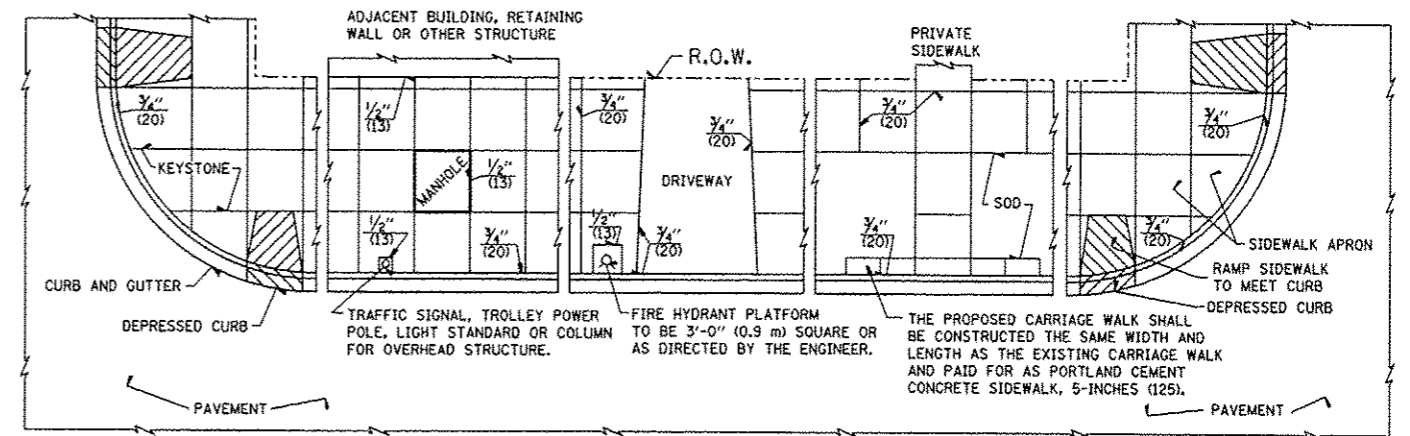 ADJACENT BUILDING, RETAINING
WALL OR OTHER STRUCTURE
R.O.W.
PRIVATE
SIDEWALK
3/4"
(20)
1/2"
(13)
3/4"
(20)
3/4"
(20)
3/4"
(20)
3/4"
(20)
KEYSTONE
MANHOLE
1/2"
(13)
DRIVEWAY
SOD
1/2"
(13)
3/4"
(20)
1/2"
(13)
3/4"
(20)
3/4"
(20)
3/4"
(20)
SIDEWALK APRON
RAMP SIDEWALK
TO MEET CURB
DEPRESSED CURB
CURB AND GUTTER
DEPRESSED CURB
TRAFFIC SIGNAL, TROLLEY POWER
POLE, LIGHT STANDARD OR COLUMN
FOR OVERHEAD STRUCTURE.
FIRE HYDRANT PLATFORM
TO BE 3'-0" (0.9 m) SQUARE OR
AS DIRECTED BY THE ENGINEER.
THE PROPOSED CARRIAGE WALK SHALL
BE CONSTRUCTED THE SAME WIDTH AND
LENGTH AS THE EXISTING CARRIAGE WALK
AND PAID FOR AS PORTLAND CEMENT
CONCRETE SIDEWALK, 5-INCHES (125).
PAVEMENT
PAVEMENT